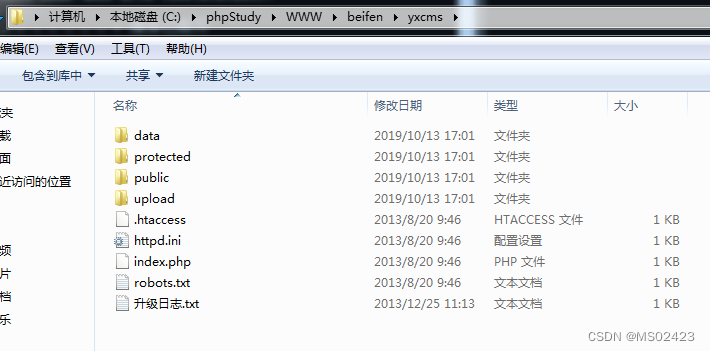 计算机 本地磁盘 (C:) phpStudy WWW beifen yxcms
编辑(E) 查看(V) 工具(T) 帮助(H)
包含到库中 共享 新建文件夹
名称 修改日期 类型 大小
data 2019/10/13 17:01 文件夹
protected 2019/10/13 17:01 文件夹
public 2019/10/13 17:01 文件夹
近访问的位置
upload 2019/10/13 17:01 文件夹
.htaccess 2013/8/20 9:46 HTACCESS 文件 1 KB
httpd.ini 2013/8/20 9:46 配置设置 1 KB
index.php 2013/8/20 9:46 PHP 文件 1 KB
robots.txt 2013/8/20 9:46 文本文档 1 KB
升级日志.txt 2013/12/25 11:13 文本文档 1 KB
CSDN @MS02423